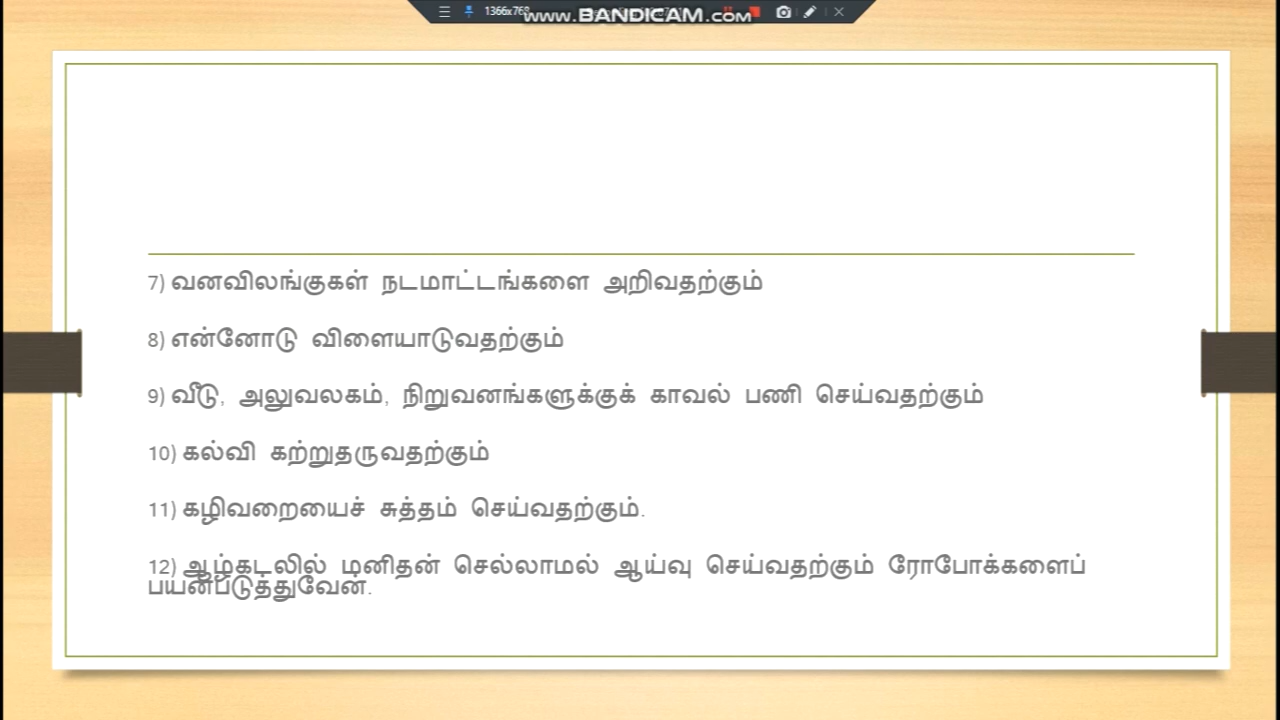 1366x768
www.BANDICAM.com
7) வனவிலங்குகள் நடமாட்டங்களை அறிவதற்கும்
8) என்னோடு விளையாடுவதற்கும்
9) வீடு, அலுவலகம், நிறுவனங்களுக்குக் காவல் பணி செய்வதற்கும்
10) கல்வி கற்றுதருவதற்கும்
11) கழிவறையைச் சுத்தம் செய்வதற்கும்.
12) ஆழ்கடலில் மனிதன் செல்லாமல் ஆய்வு செய்வதற்கும் ரோபோக்களைப்
பயன்படுத்துவேன்.